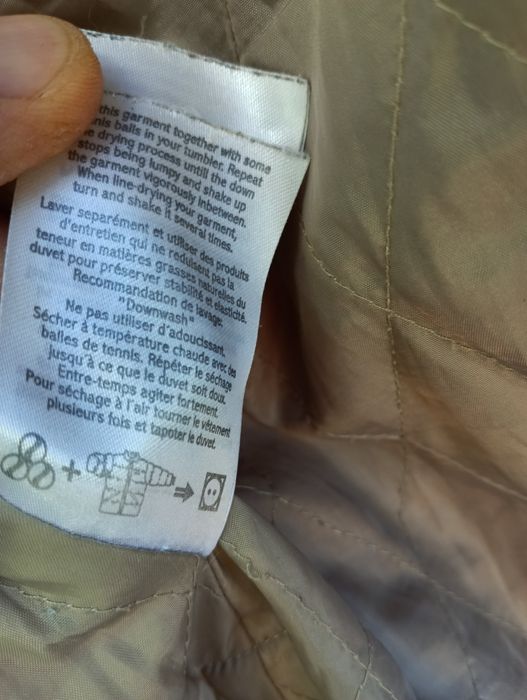 this garment together with some
nis balls in your tumbler. Repeat
e drying process untill the down
stops being lumpy and shake up
the garment vigorously inbetween.
When line-drying your garment,
turn and shake it several times.
Laver separément et utiliser des produits
d'entretien qui ne réduisent pas la
teneur en matières grasses naturelles du
duvet pour préserver stabilité et elasticité.
Recommandation de lavage:
"Downwash"
Ne pas utiliser d'adoucissant.
Sécher à température chaude avec des
balles de tennis. Répéter le séchage
jusqu'à ce que le duvet soit doux.
Entre-temps agiter fortement.
Pour séchage à l'air tourner le vêtement
plusieurs fois et tapoter le duvet.